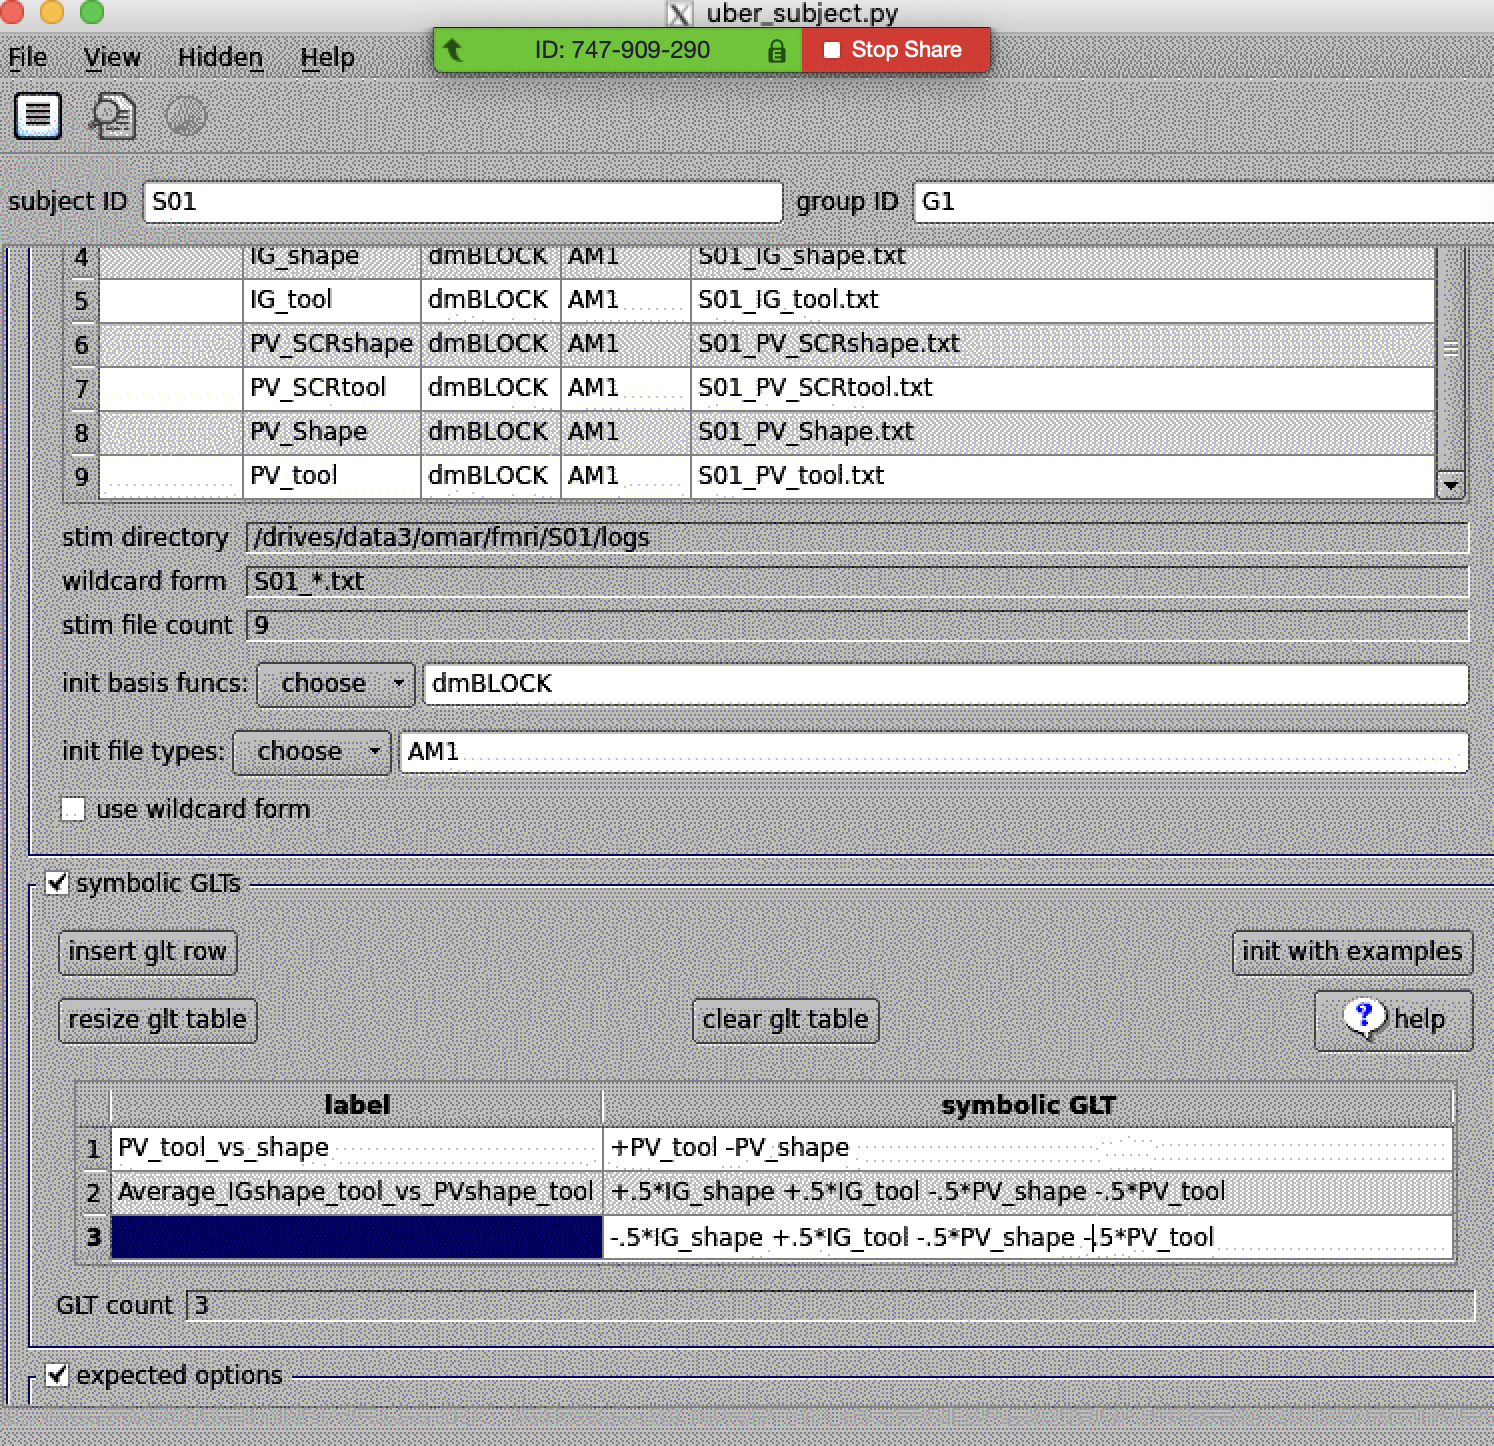 uber_subject.py
ID: 747-909-290 Stop Share
File View Hidden Help
subject ID S01 group ID G1
4 IG_shape dmBLOCK AM1 S01_IG_shape.txt
5 IG_tool dmBLOCK AM1 S01_IG_tool.txt
6 PV_SCRshape dmBLOCK AM1 S01_PV_SCRshape.txt
7 PV_SCRtool dmBLOCK AM1 S01_PV_SCRtool.txt
8 PV_Shape dmBLOCK AM1 S01_PV_Shape.txt
9 PV_tool dmBLOCK AM1 S01_PV_tool.txt
stim directory /drives/data3/omar/fmri/S01/logs
wildcard form S01_*.txt
stim file count 9
init basis funcs: choose dmBLOCK
init file types: choose AM1
use wildcard form
symbolic GLTs
insert glt row init with examples
resize glt table clear glt table ? help
label symbolic GLT
1 PV_tool_vs_shape +PV_tool -PV_shape
2 Average_IGshape_tool_vs_PVshape_tool +.5*IG_shape +.5*IG_tool -.5*PV_shape -.5*PV_tool
3 -.5*IG_shape +.5*IG_tool -.5*PV_shape -.5*PV_tool
GLT count 3
expected options